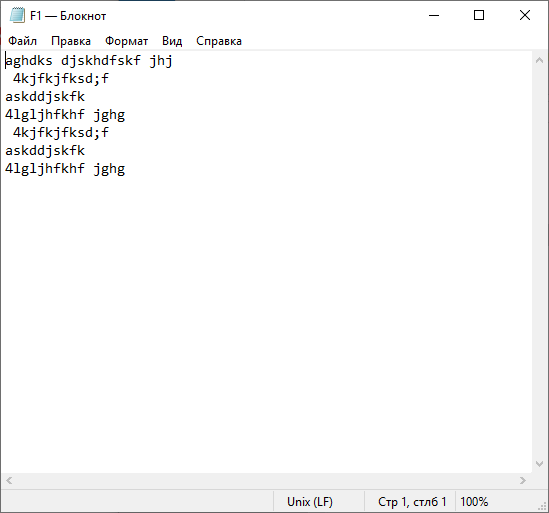 F1 — Блокнот
Файл Правка Формат Вид Справка
aghdks djskhdfskf jhj
 4kjfkjfksd;f
askddjskfk
4lgljhfkhf jghg
 4kjfkjfksd;f
askddjskfk
4lgljhfkhf jghg
Unix (LF) Стр 1, стлб 1 100%